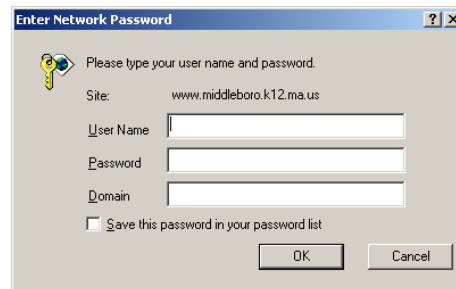 Enter Network Password
Please type your user name and password.
Site: www.middleboro.k12.ma.us
User Name
Password
Domain
Save this password in your password list
OK Cancel